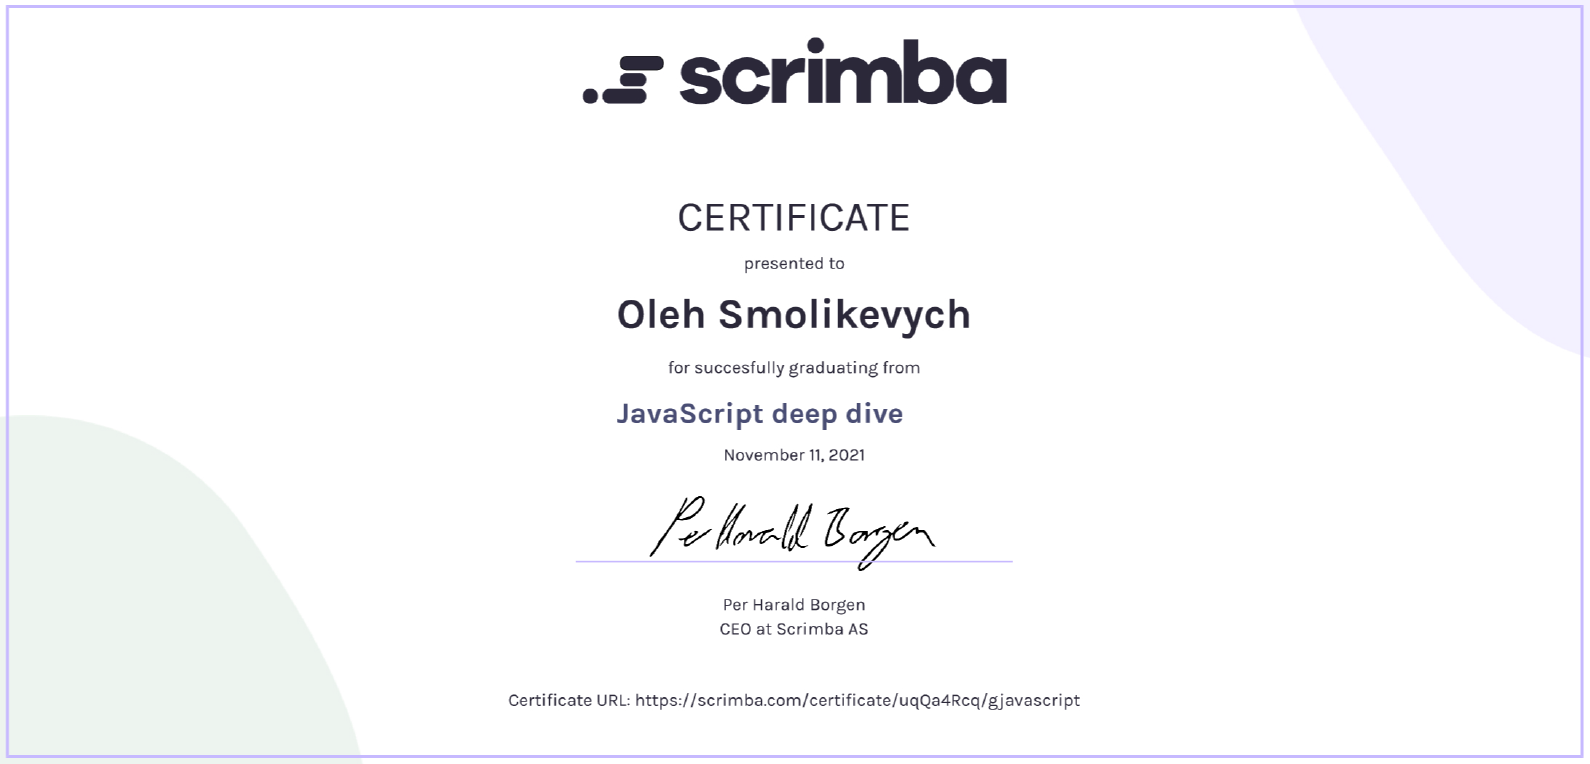 scrimba
CERTIFICATE
presented to
Oleh Smolikevych
for succesfully graduating from
JavaScript deep dive
November 11, 2021
Per Harald Borgen
Per Harald Borgen
CEO at Scrimba AS
Certificate URL: https://scrimba.com/certificate/uqQa4Rcq/gjavascript